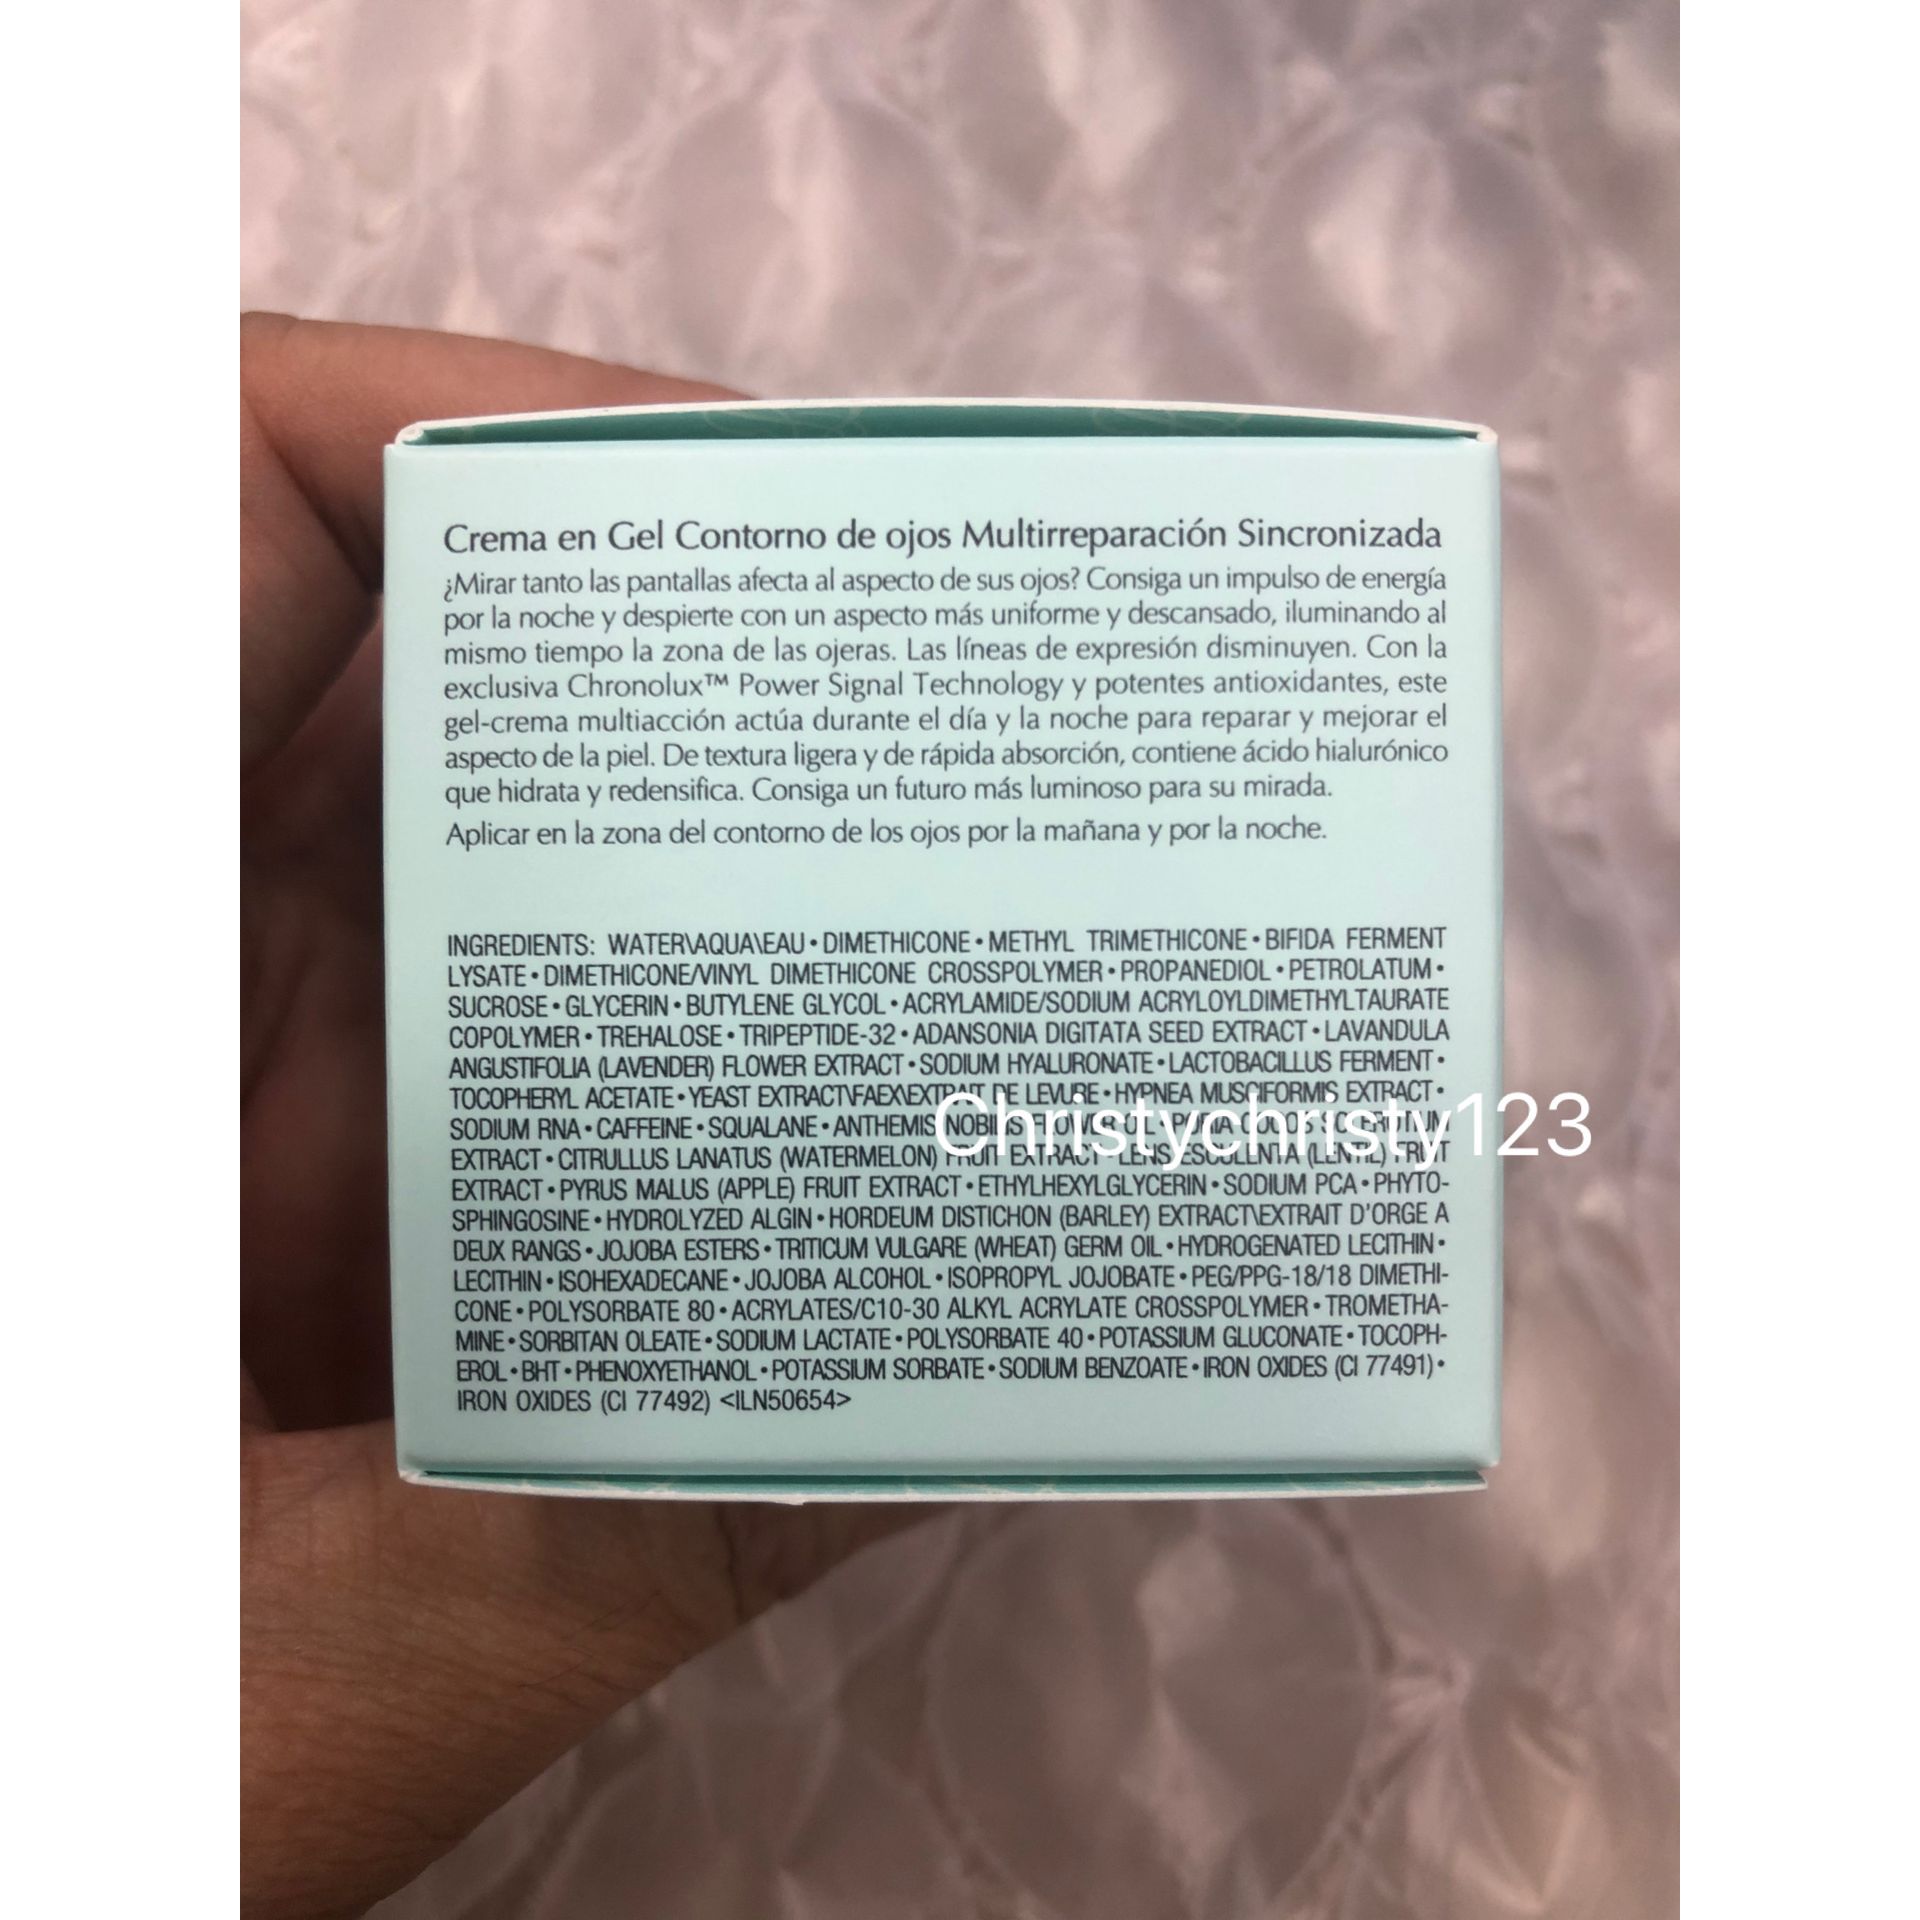 Crema en Gel Contorno de ojos Multirreparación Sincronizada
¿Mirar tanto las pantallas afecta al aspecto de sus ojos? Consiga un impulso de energía
por la noche y despierte con un aspecto más uniforme y descansado, iluminando al
mismo tiempo la zona de las ojeras. Las líneas de expresión disminuyen. Con la
exclusiva Chronolux™ Power Signal Technology y potentes antioxidantes, este
gel-crema multiacción actúa durante el día y la noche para reparar y mejorar el
aspecto de la piel. De textura ligera y de rápida absorción, contiene ácido hialurónico
que hidrata y redensifica. Consiga un futuro más luminoso para su mirada.
Aplicar en la zona del contorno de los ojos por la mañana y por la noche.
INGREDIENTS: WATER\AQUA\EAU • DIMETHICONE • METHYL TRIMETHICONE • BIFIDA FERMENT
LYSATE • DIMETHICONE/VINYL DIMETHICONE CROSSPOLYMER • PROPANEDIOL • PETROLATUM •
SUCROSE • GLYCERIN • BUTYLENE GLYCOL • ACRYLAMIDE/SODIUM ACRYLOYLDIMETHYLTAURATE
COPOLYMER • TREHALOSE • TRIPEPTIDE-32 • ADANSONIA DIGITATA SEED EXTRACT • LAVANDULA
ANGUSTIFOLIA (LAVENDER) FLOWER EXTRACT • SODIUM HYALURONATE • LACTOBACILLUS FERMENT •
TOCOPHERYL ACETATE • YEAST EXTRACT\FAEX\EXTRAIT DE LEVURE • HYPNEA MUSCIFORMIS EXTRACT •
SODIUM RNA • CAFFEINE • SQUALANE • ANTHEMIS NOBILIS FLOWER OIL • PORIA COCOS SCLEROTIUM
EXTRACT • CITRULLUS LANATUS (WATERMELON) FRUIT EXTRACT • LENS ESCULENTA (LENTIL) FRUIT
EXTRACT • PYRUS MALUS (APPLE) FRUIT EXTRACT • ETHYLHEXYLGLYCERIN • SODIUM PCA • PHYTO-
SPHINGOSINE • HYDROLYZED ALGIN • HORDEUM DISTICHON (BARLEY) EXTRACT\EXTRAIT D'ORGE A
DEUX RANGS • JOJOBA ESTERS • TRITICUM VULGARE (WHEAT) GERM OIL • HYDROGENATED LECITHIN •
LECITHIN • ISOHEXADECANE • JOJOBA ALCOHOL • ISOPROPYL JOJOBATE • PEG/PPG-18/18 DIMETHI-
CONE • POLYSORBATE 80 • ACRYLATES/C10-30 ALKYL ACRYLATE CROSSPOLYMER • TROMETHA-
MINE • SORBITAN OLEATE • SODIUM LACTATE • POLYSORBATE 40 • POTASSIUM GLUCONATE • TOCOPH-
EROL • BHT • PHENOXYETHANOL • POTASSIUM SORBATE • SODIUM BENZOATE • IRON OXIDES (CI 77491) •
IRON OXIDES (CI 77492) <ILN50654>
Christychristy123